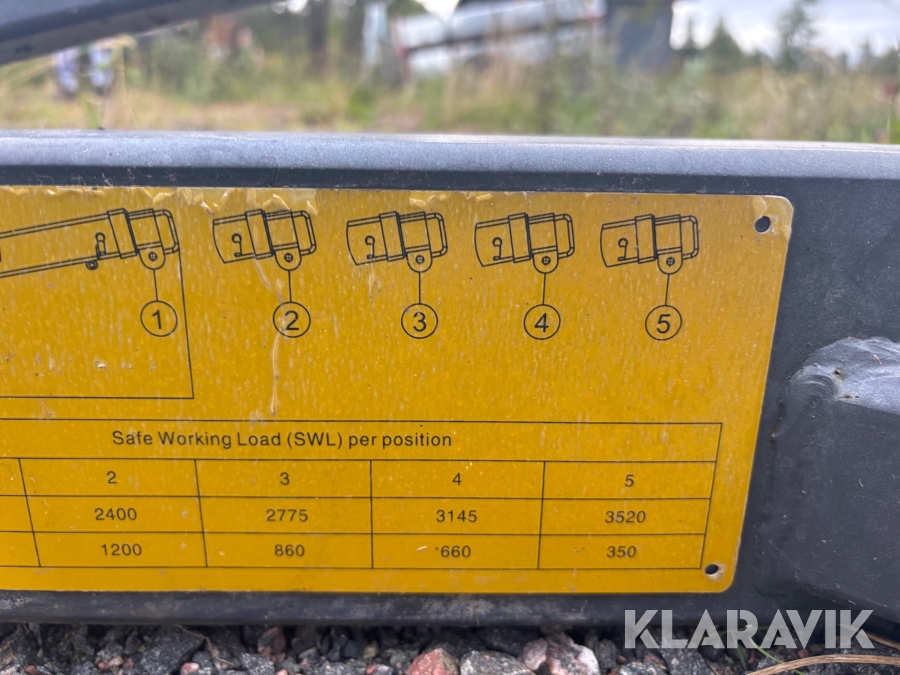 1 2 3 4 5
Safe Working Load (SWL) per position
2 3 4 5
2400 2775 3145 3520
1200 860 660 350
KLARAVIK